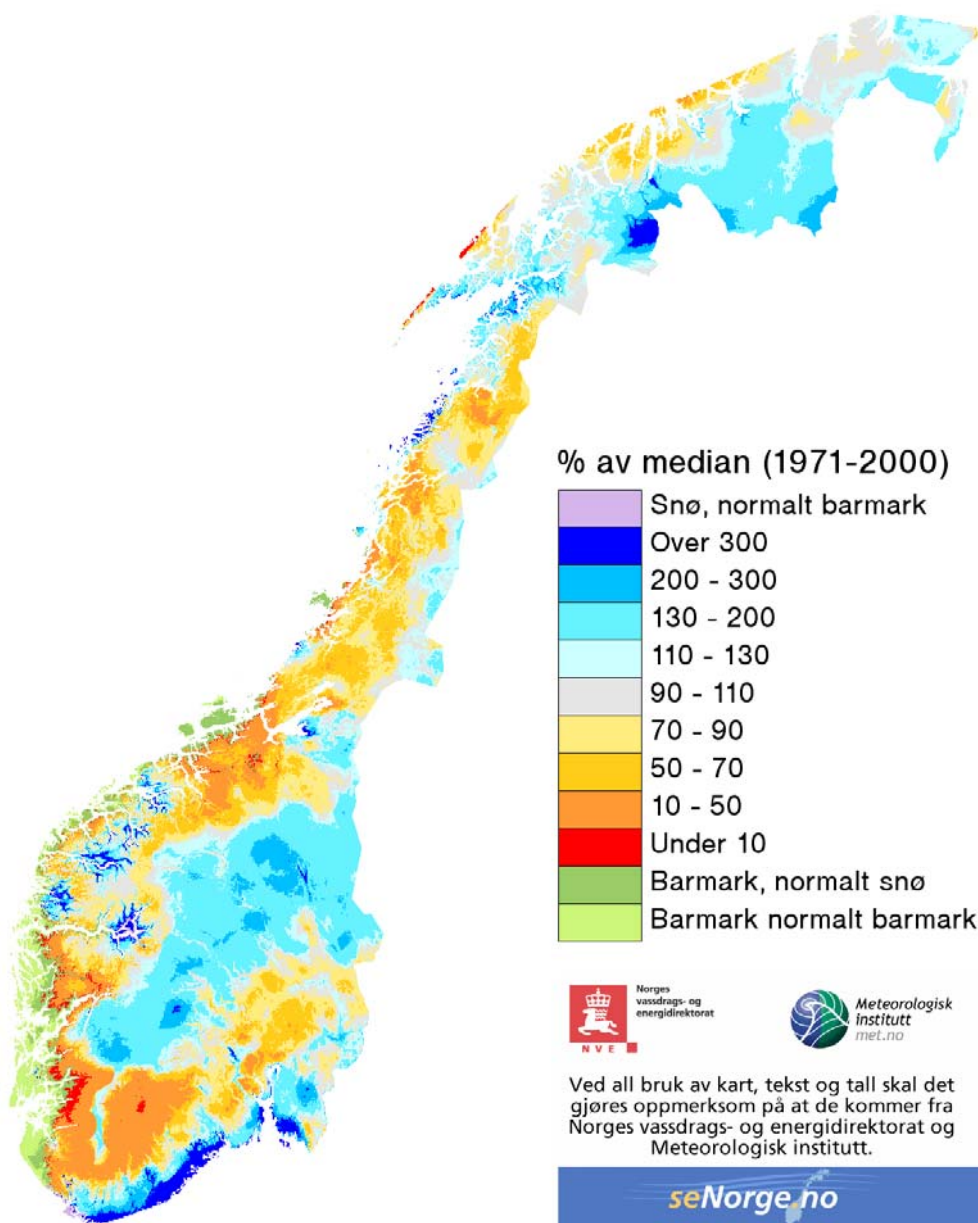 % av median (1971-2000)
Snø, normalt barmark
Over 300
200 - 300
130 - 200
110 - 130
90 - 110
70 - 90
50 - 70
10 - 50
Under 10
Barmark, normalt snø
Barmark normalt barmark
Norges
vassdrags- og
energidirektorat
NVE
Meteorologisk
institutt
met.no
Ved all bruk av kart, tekst og tall skal det
gjøres oppmerksom på at de kommer fra
Norges vassdrags- og energidirektorat og
Meteorologisk institutt.
seNorge.no